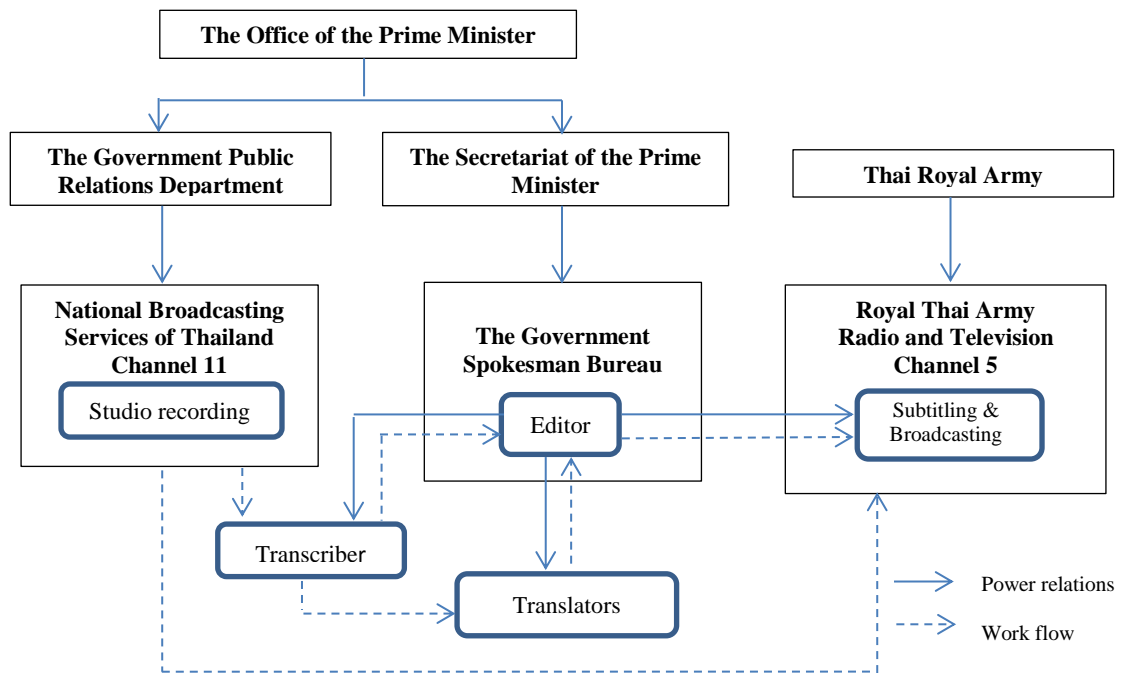 The Office of the Prime Minister
The Government Public
Relations Department
The Secretariat of the Prime
Minister
Thai Royal Army
National Broadcasting
Services of Thailand
Channel 11
Studio recording
The Government
Spokesman Bureau
Editor
Royal Thai Army
Radio and Television
Channel 5
Subtitling &
Broadcasting
Transcriber
Translators
Power relations
Work flow